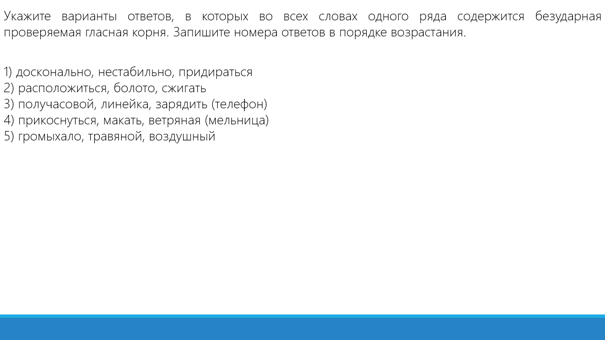 Укажите варианты ответов, в которых во всех словах одного ряда содержится безударная
проверяемая гласная корня. Запишите номера ответов в порядке возрастания.
1) досконально, нестабильно, придираться
2) расположиться, болото, сжигать
3) получасовой, линейка, зарядить (телефон)
4) прикоснуться, макать, ветряная (мельница)
5) громыхало, травяной, воздушный